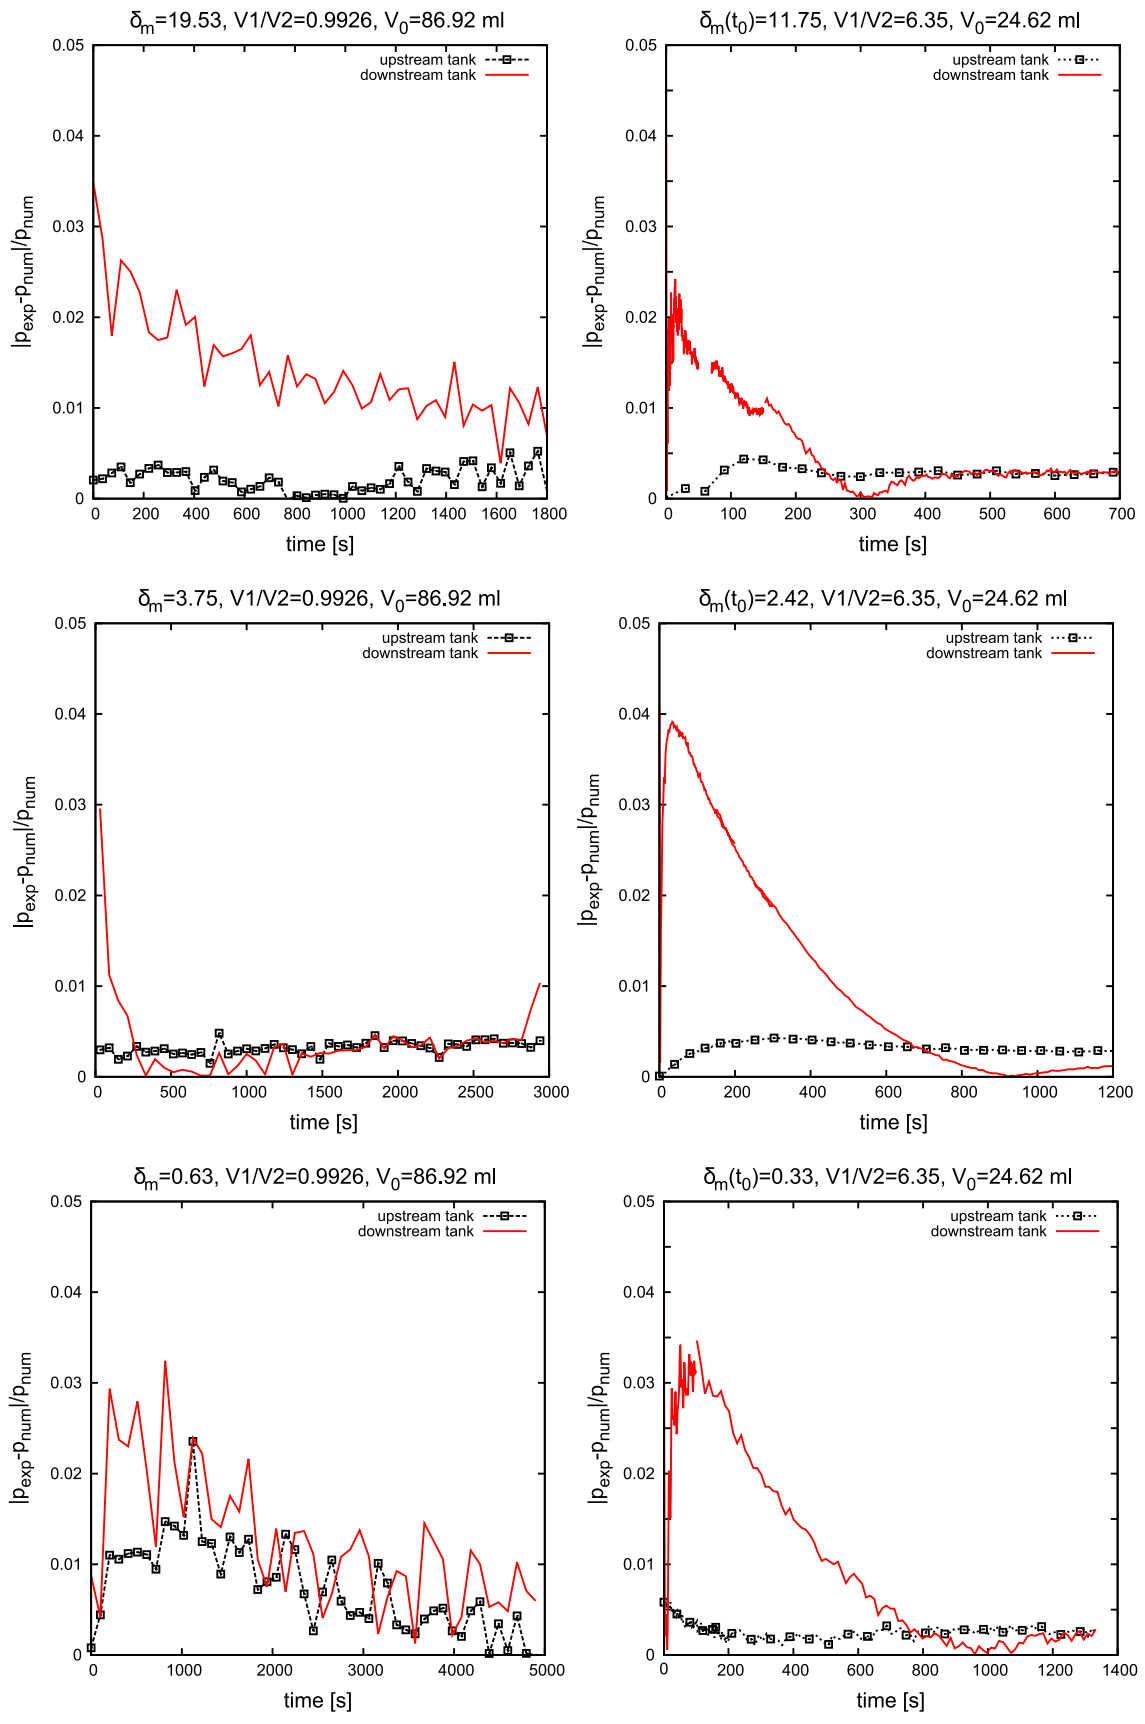 δm=19.53, V1/V2=0.9926, V0=86.92 ml
0.05
0.04
0.03
0.02
0.01
0
|pexp-pnum|/pnum
upstream tank
downstream tank
0 200 400 600 800 1000 1200 1400 1600 1800
time [s]
δm(t0)=11.75, V1/V2=6.35, V0=24.62 ml
0.05
0.04
0.03
0.02
0.01
0
|pexp-pnum|/pnum
upstream tank
downstream tank
0 100 200 300 400 500 600 700
time [s]
δm=3.75, V1/V2=0.9926, V0=86.92 ml
0.05
0.04
0.03
0.02
0.01
0
|pexp-pnum|/pnum
upstream tank
downstream tank
0 500 1000 1500 2000 2500 3000
time [s]
δm(t0)=2.42, V1/V2=6.35, V0=24.62 ml
0.05
0.04
0.03
0.02
0.01
0
|pexp-pnum|/pnum
upstream tank
downstream tank
0 200 400 600 800 1000 1200
time [s]
δm=0.63, V1/V2=0.9926, V0=86.92 ml
0.05
0.04
0.03
0.02
0.01
0
|pexp-pnum|/pnum
upstream tank
downstream tank
0 1000 2000 3000 4000 5000
time [s]
δm(t0)=0.33, V1/V2=6.35, V0=24.62 ml
0.05
0.04
0.03
0.02
0.01
0
|pexp-pnum|/pnum
upstream tank
downstream tank
0 200 400 600 800 1000 1200 1400
time [s]